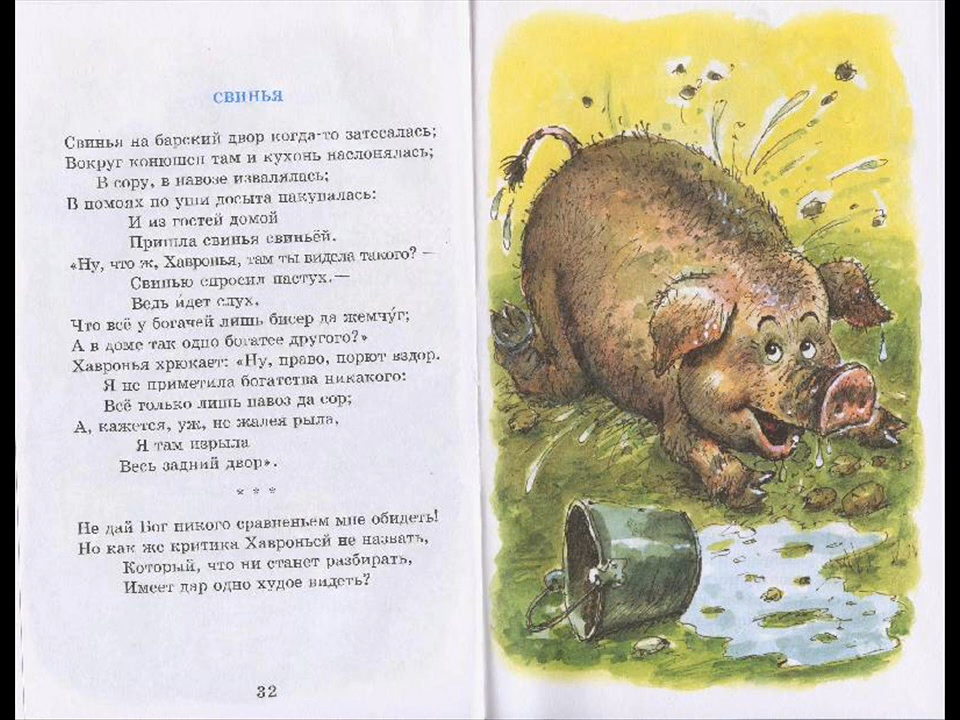 СВИНЬЯ
Свинья на барский двор когда-то затесалась;
Вокруг конюшен там и кухонь наслонялась;
В сору, в навозе извалялась;
В помоях по уши досыта накупалась:
И из гостей домой
Пришла свинья свиньёй.
«Ну, что ж, Хавронья, там ты видела такого? —
Свинью спросил пастух. —
Ведь и́дет слух,
Что всё у богачей лишь бисер да жемчу́г;
А в доме так одно богатее другого?»
Хавронья хрюкает: «Ну, право, порют вздор.
Я не приметила богатства никакого:
Всё только лишь навоз да сор;
А, кажется, уж, не жалея рыла,
Я там изрыла
Весь задний двор».
* * *
Не дай Бог никого сравненьем мне обидеть!
Но как же критика Хавроньей не назвать,
Который, что ни станет разбирать,
Имеет дар одно худое видеть?
32